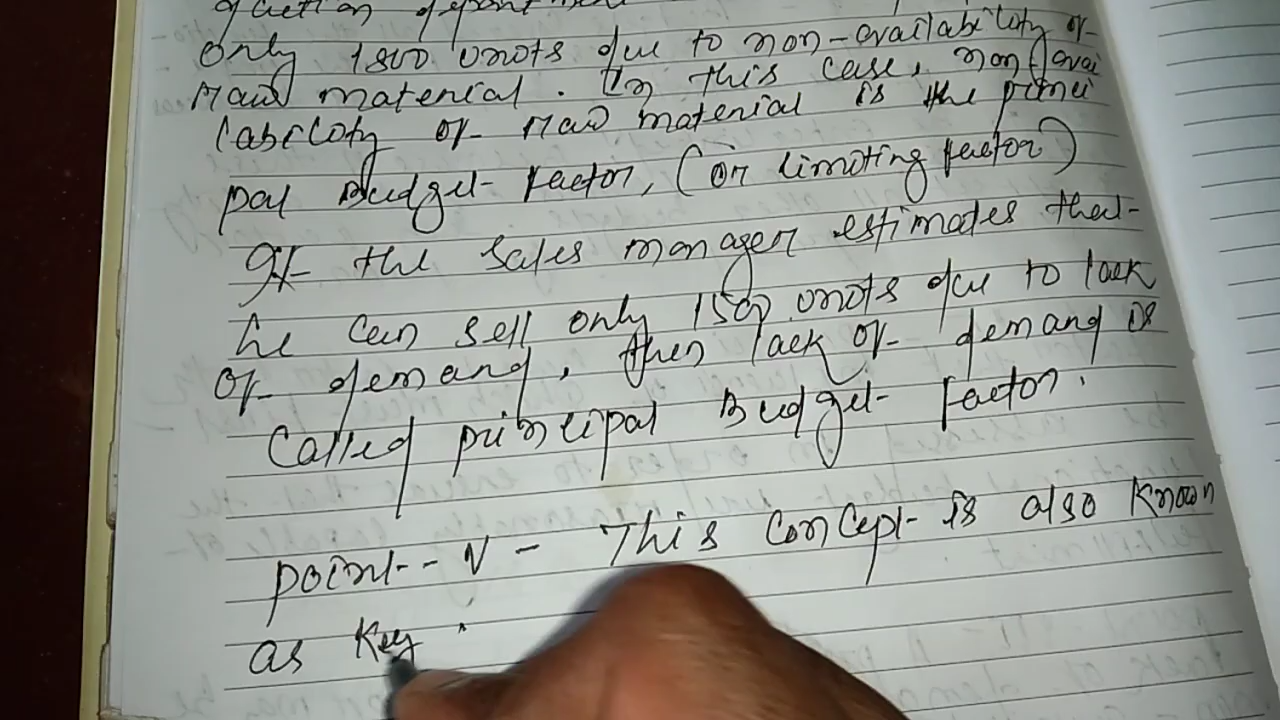 only 1800 units due to non-availability of
raw material. In this case, non avai
lability of raw material is the princi
pal Budget factor, (or limiting factor)
If the sales manager estimates that
he can sell only 1500 units due to lack
of demand, then lack of demand is
called principal Budget factor.
point - V - This Concept is also known
as Key